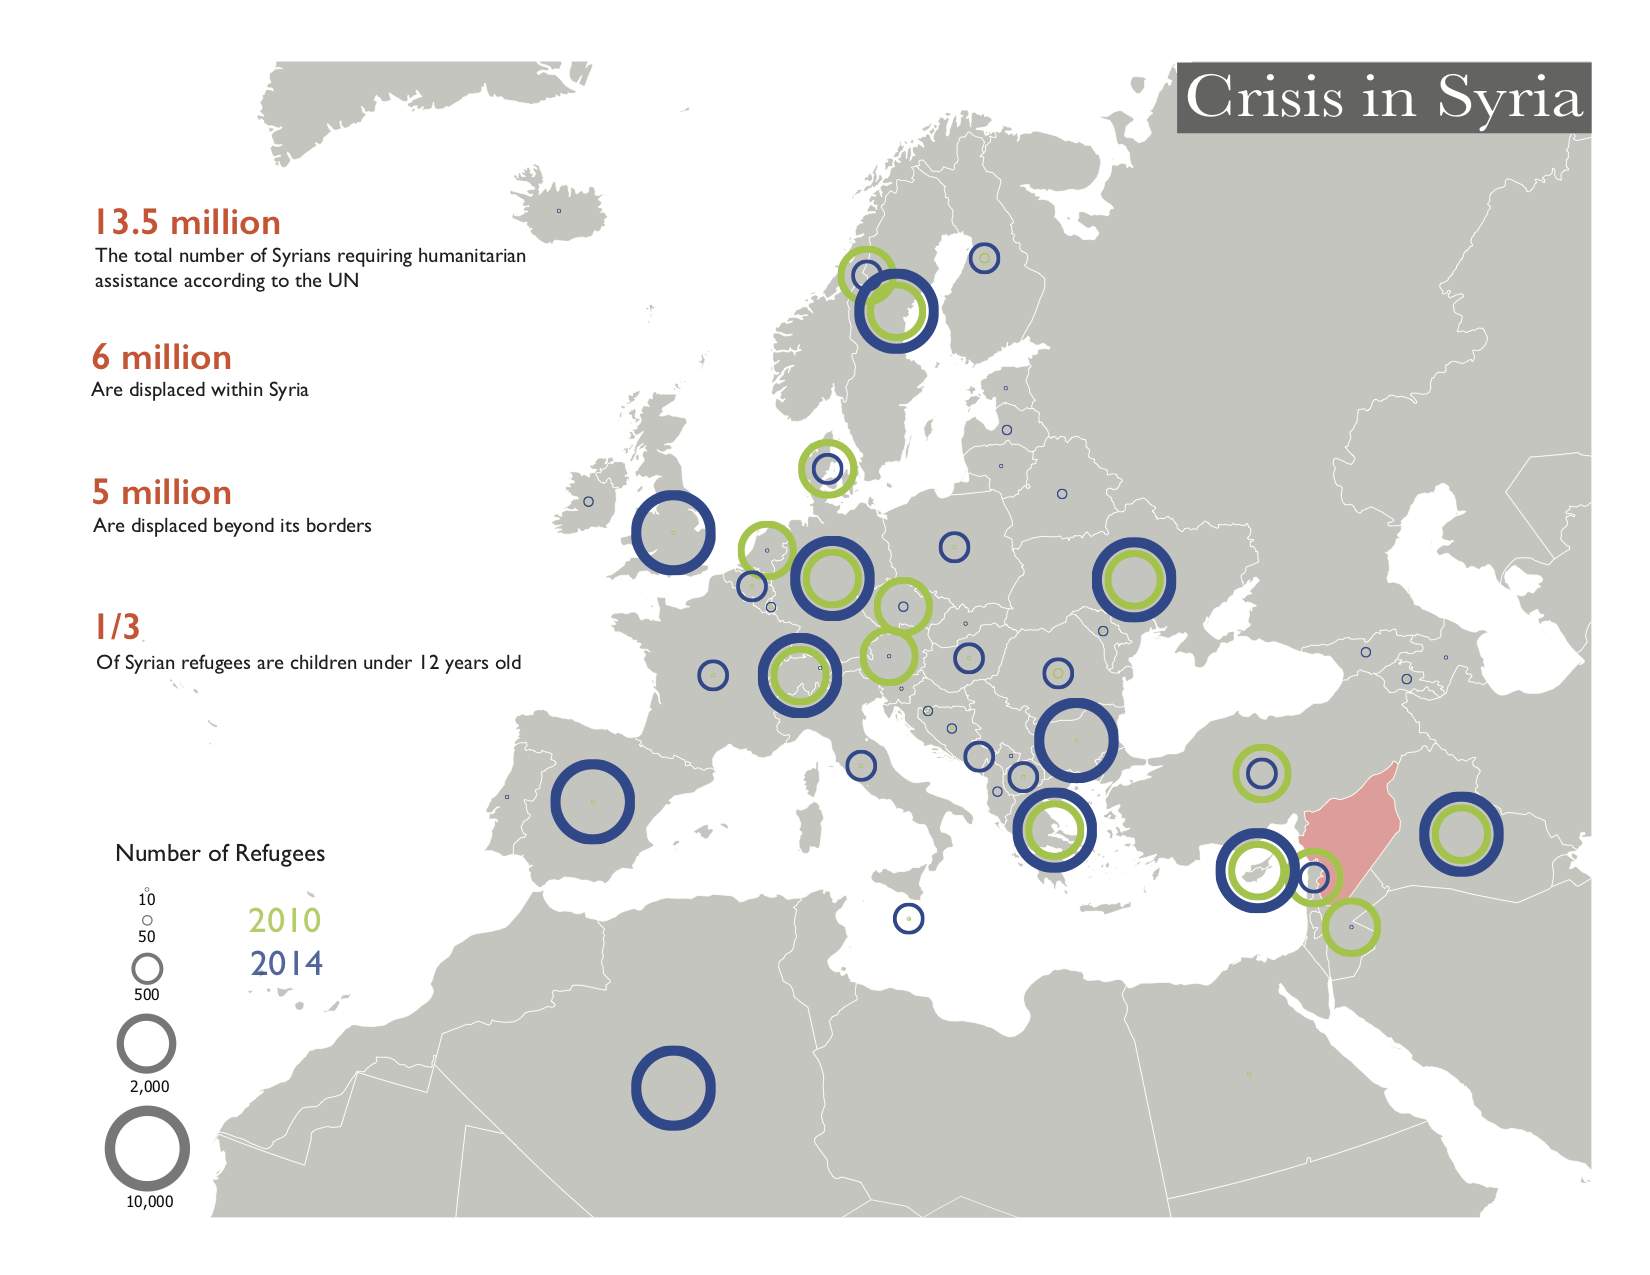 Crisis in Syria
13.5 million
The total number of Syrians requiring humanitarian
assistance according to the UN
6 million
Are displaced within Syria
5 million
Are displaced beyond its borders
1/3
Of Syrian refugees are children under 12 years old
Number of Refugees
10
50
500
2,000
10,000
2010
2014